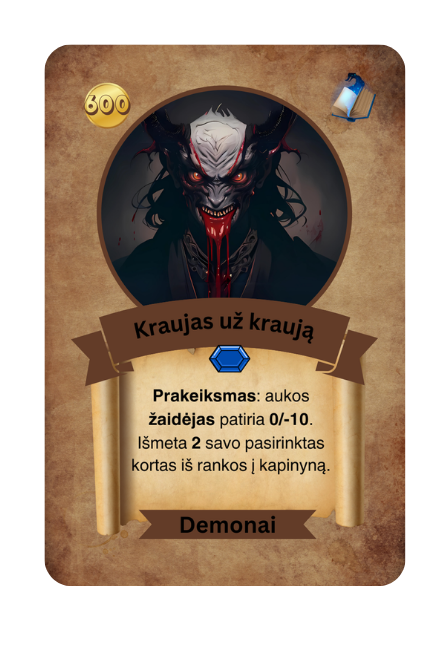 600
Kraujas už kraują
Prakeiksmas: aukos
žaidėjas patiria 0/-10.
Išmeta 2 savo pasirinktas
kortas iš rankos į kapinyną.
Demonai